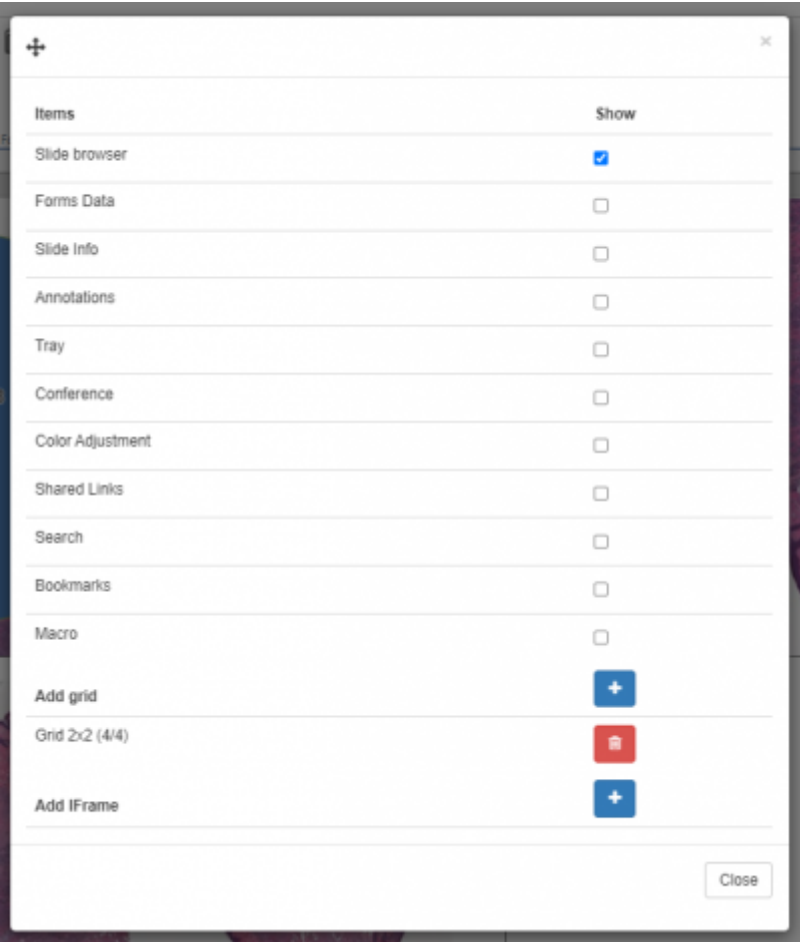 Items Show
Slide browser
Forms Data
Slide Info
Annotations
Tray
Conference
Color Adjustment
Shared Links
Search
Bookmarks
Macro
Add grid
Grid 2x2 (4/4)
Add IFrame
Close